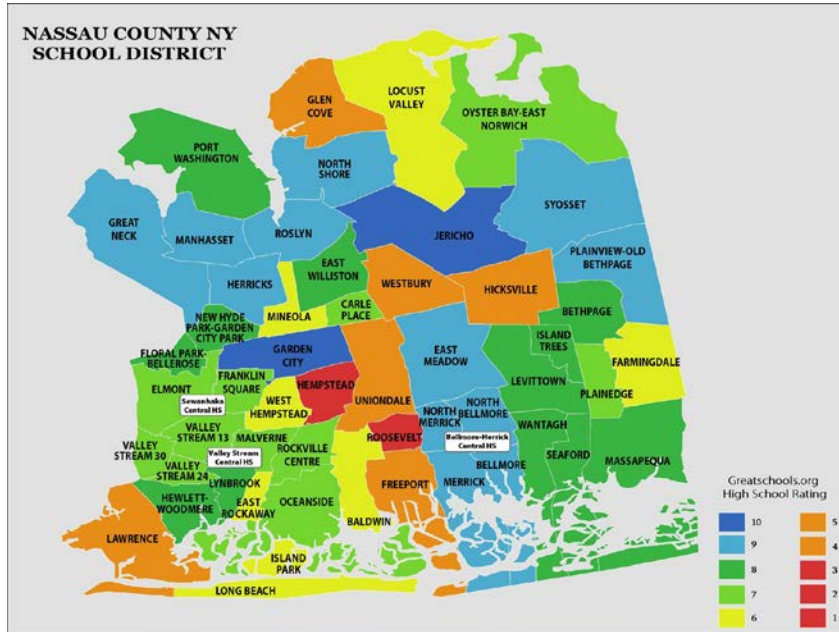 NASSAU COUNTY NY
SCHOOL DISTRICT
GLEN
COVE
LOCUST
VALLEY
OYSTER BAY-EAST
NORWICH
PORT
WASHINGTON
NORTH
SHORE
SYOSSET
GREAT
NECK
MANHASSET
ROSLYN
JERICHO
PLAINVIEW-OLD
BETHPAGE
HERRICKS
EAST
WILLISTON
WESTBURY
HICKSVILLE
NEW HYDE
PARK-GARDEN
CITY PARK
MINEOLA
CARLE
PLACE
BETHPAGE
FLORAL PARK-
BELLEROSE
GARDEN
CITY
EAST
MEADOW
ISLAND
TREES
FARMINGDALE
ELMONT
FRANKLIN
SQUARE
HEMPSTEAD
LEVITTOWN
PLAINEDGE
Sewanhaka
Central HS
WEST
HEMPSTEAD
UNIONDALE
NORTH
MERRICK
NORTH
BELLMORE
VALLEY
STREAM 13
MALVERNE
ROOSEVELT
Bellmore-Herrick
Central HS
WANTAGH
VALLEY
STREAM 30
Valley Stream
Central HS
ROCKVILLE
CENTRE
SEAFORD
MASSAPEQUA
VALLEY
STREAM 24
LYNBROOK
BELLMORE
MERRICK
HEWLETT-
WOODMERE
EAST
ROCKAWAY
OCEANSIDE
FREEPORT
BALDWIN
LAWRENCE
ISLAND
PARK
LONG BEACH
Greatschools.org
High School Rating
10 5
9 4
8 3
7 2
6 1